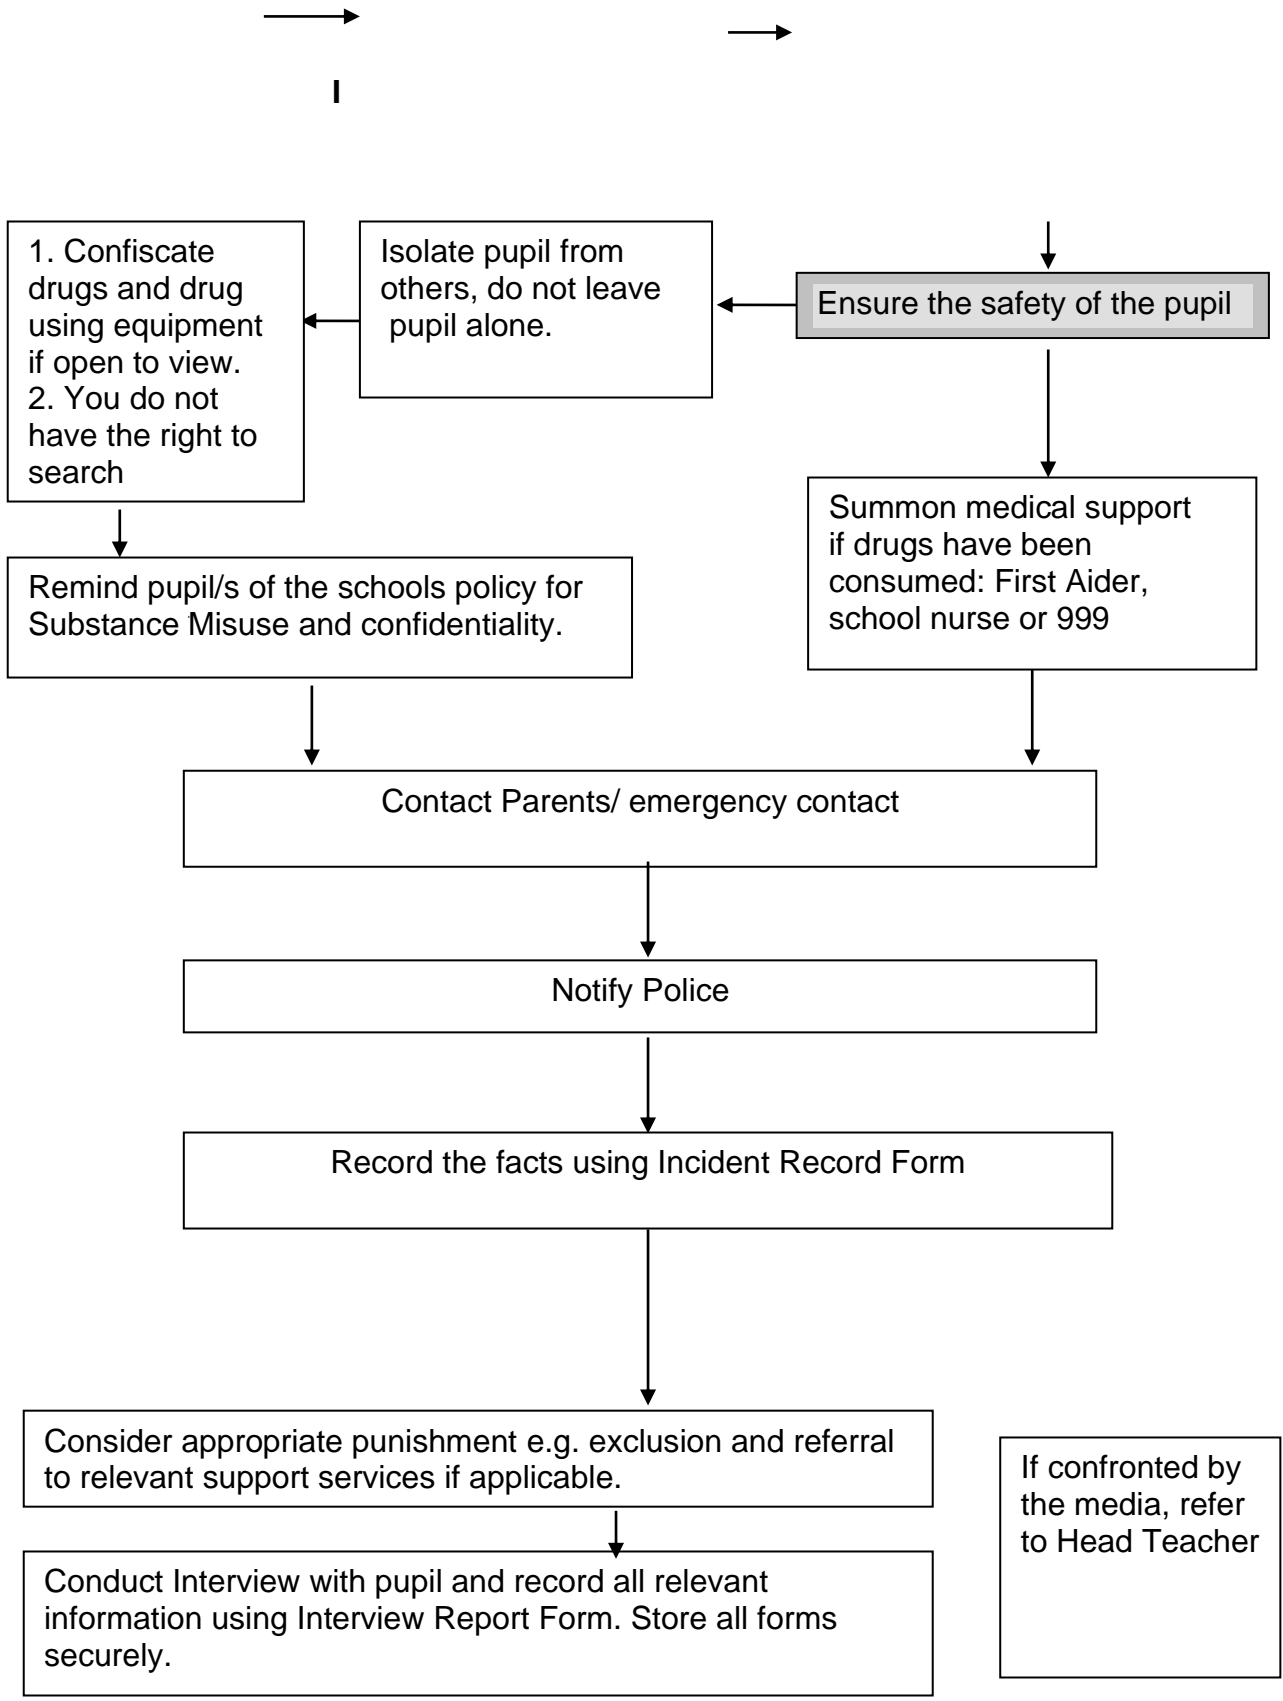 I
1. Confiscate
drugs and drug
using equipment
if open to view.
2. You do not
have the right to
search
Isolate pupil from
others, do not leave
pupil alone.
Ensure the safety of the pupil
Summon medical support
if drugs have been
consumed: First Aider,
school nurse or 999
Remind pupil/s of the schools policy for
Substance Misuse and confidentiality.
Contact Parents/ emergency contact
Notify Police
Record the facts using Incident Record Form
Consider appropriate punishment e.g. exclusion and referral
to relevant support services if applicable.
If confronted by
the media, refer
to Head Teacher
Conduct Interview with pupil and record all relevant
information using Interview Report Form. Store all forms
securely.